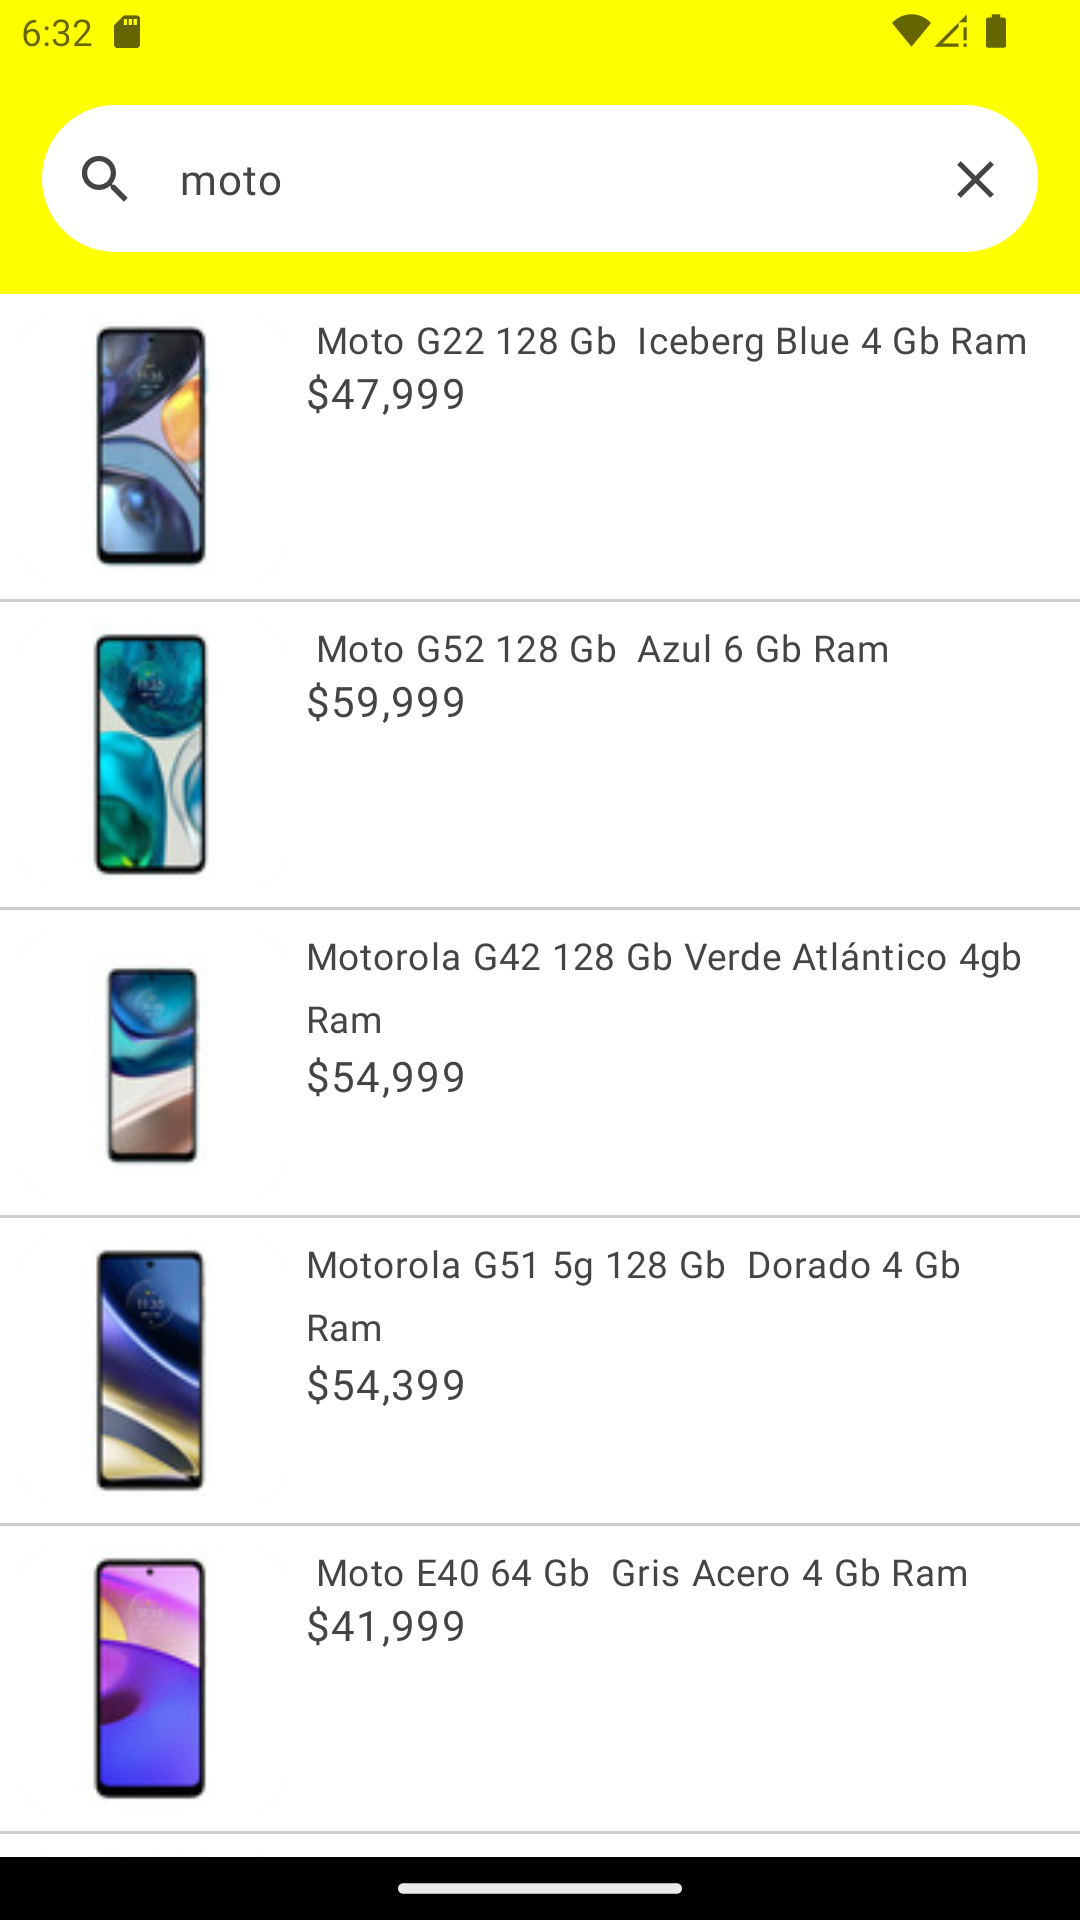 6:32
moto
Moto G22 128 Gb  Iceberg Blue 4 Gb Ram
$47,999
Moto G52 128 Gb  Azul 6 Gb Ram
$59,999
Motorola G42 128 Gb Verde Atlántico 4gb
Ram
$54,999
Motorola G51 5g 128 Gb  Dorado 4 Gb
Ram
$54,399
Moto E40 64 Gb  Gris Acero 4 Gb Ram
$41,999